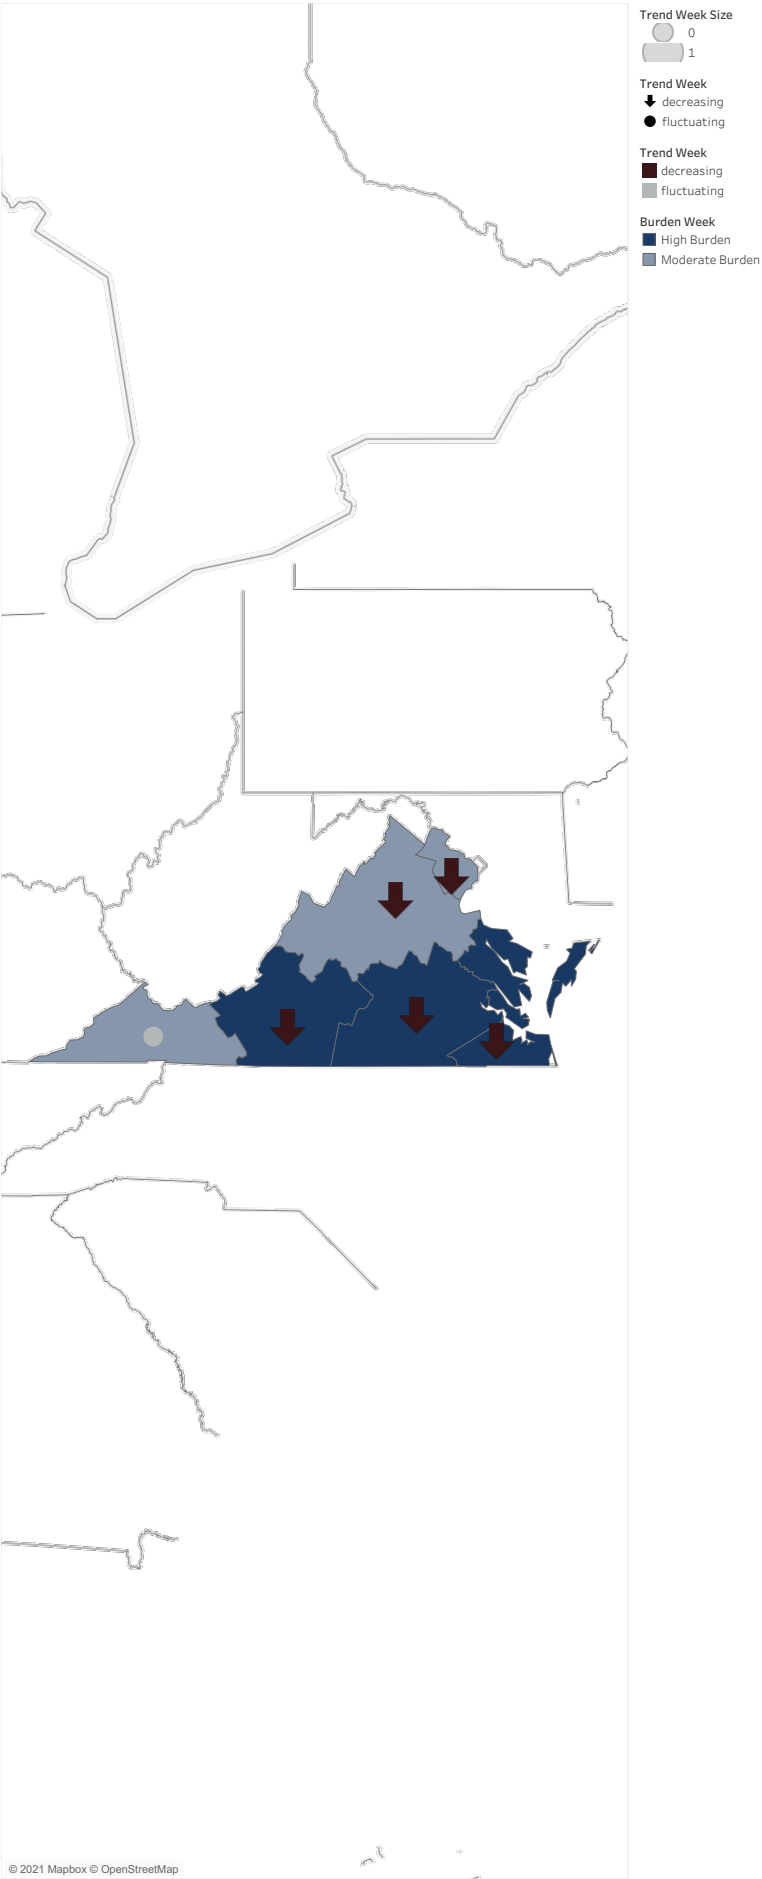 Trend Week Size
0
1
Trend Week
decreasing
fluctuating
Trend Week
decreasing
fluctuating
Burden Week
High Burden
Moderate Burden
© 2021 Mapbox © OpenStreetMap